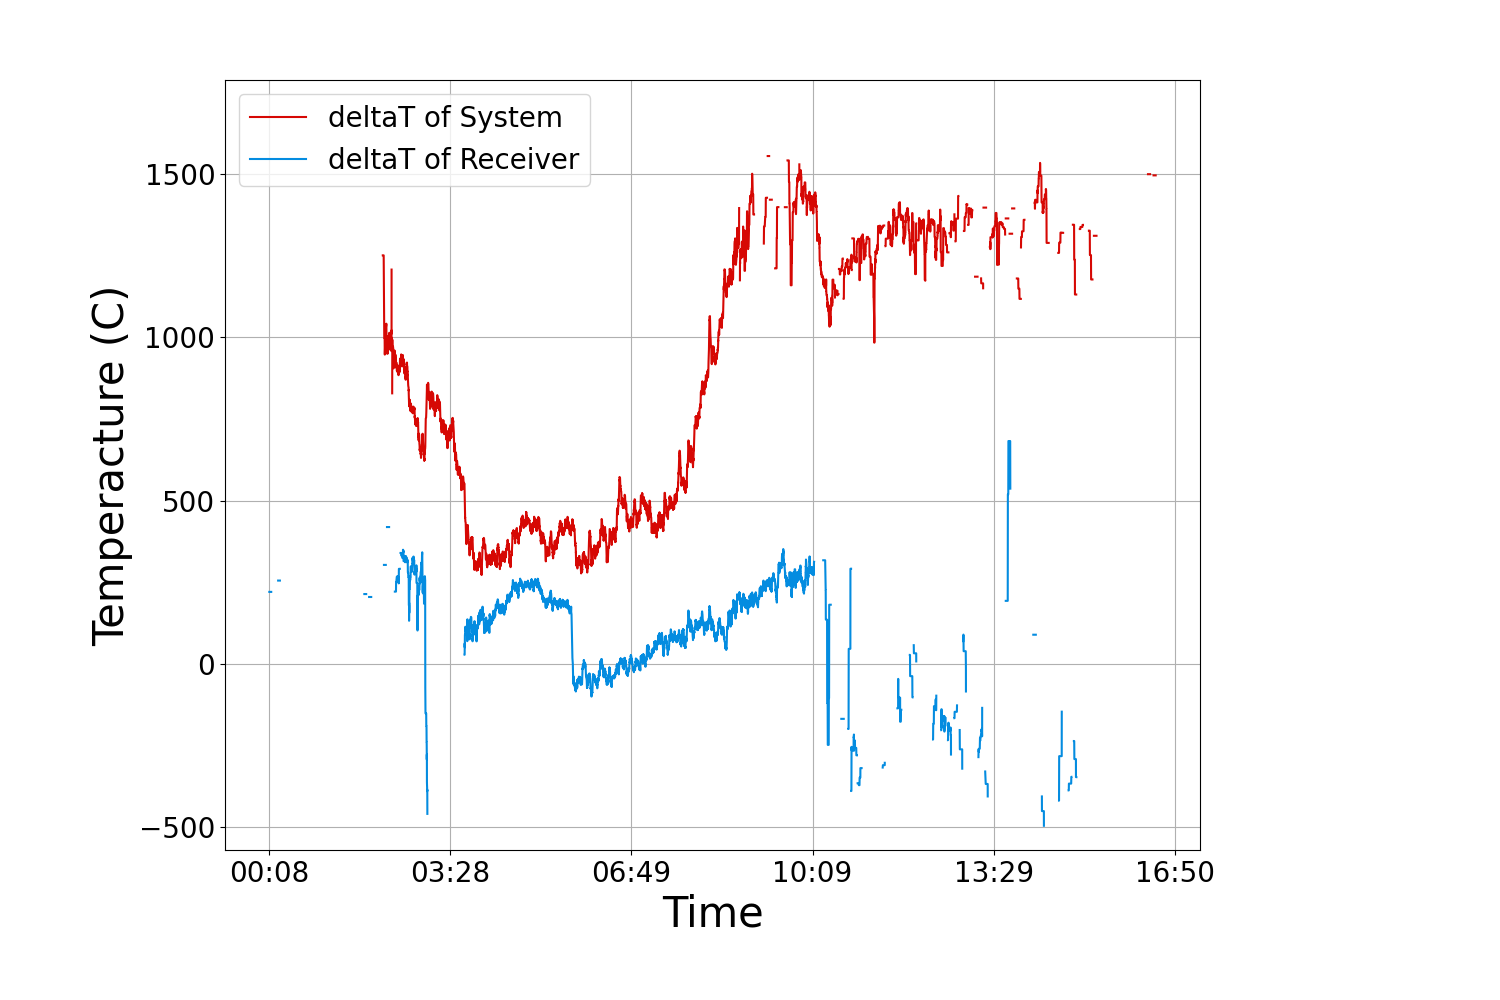 deltaT of System
deltaT of Receiver
Temperacture (C)
1500
1000
500
0
−500
00:08 03:28 06:49 10:09 13:29 16:50
Time